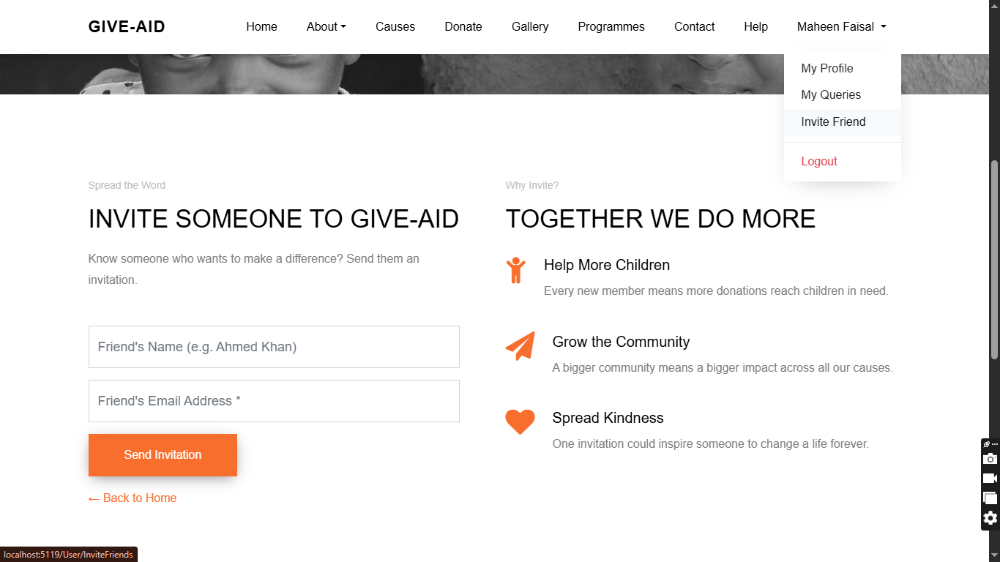 GIVE-AID
Home
About
Causes
Donate
Gallery
Programmes
Contact
Help
Maheen Faisal
My Profile
My Queries
Invite Friend
Logout
Spread the Word
INVITE SOMEONE TO GIVE-AID
Know someone who wants to make a difference? Send them an
invitation.
Friend's Name (e.g. Ahmed Khan)
Friend's Email Address *
Send Invitation
← Back to Home
Why Invite?
TOGETHER WE DO MORE
Help More Children
Every new member means more donations reach children in need.
Grow the Community
A bigger community means a bigger impact across all our causes.
Spread Kindness
One invitation could inspire someone to change a life forever.
localhost:5119/User/InviteFriends